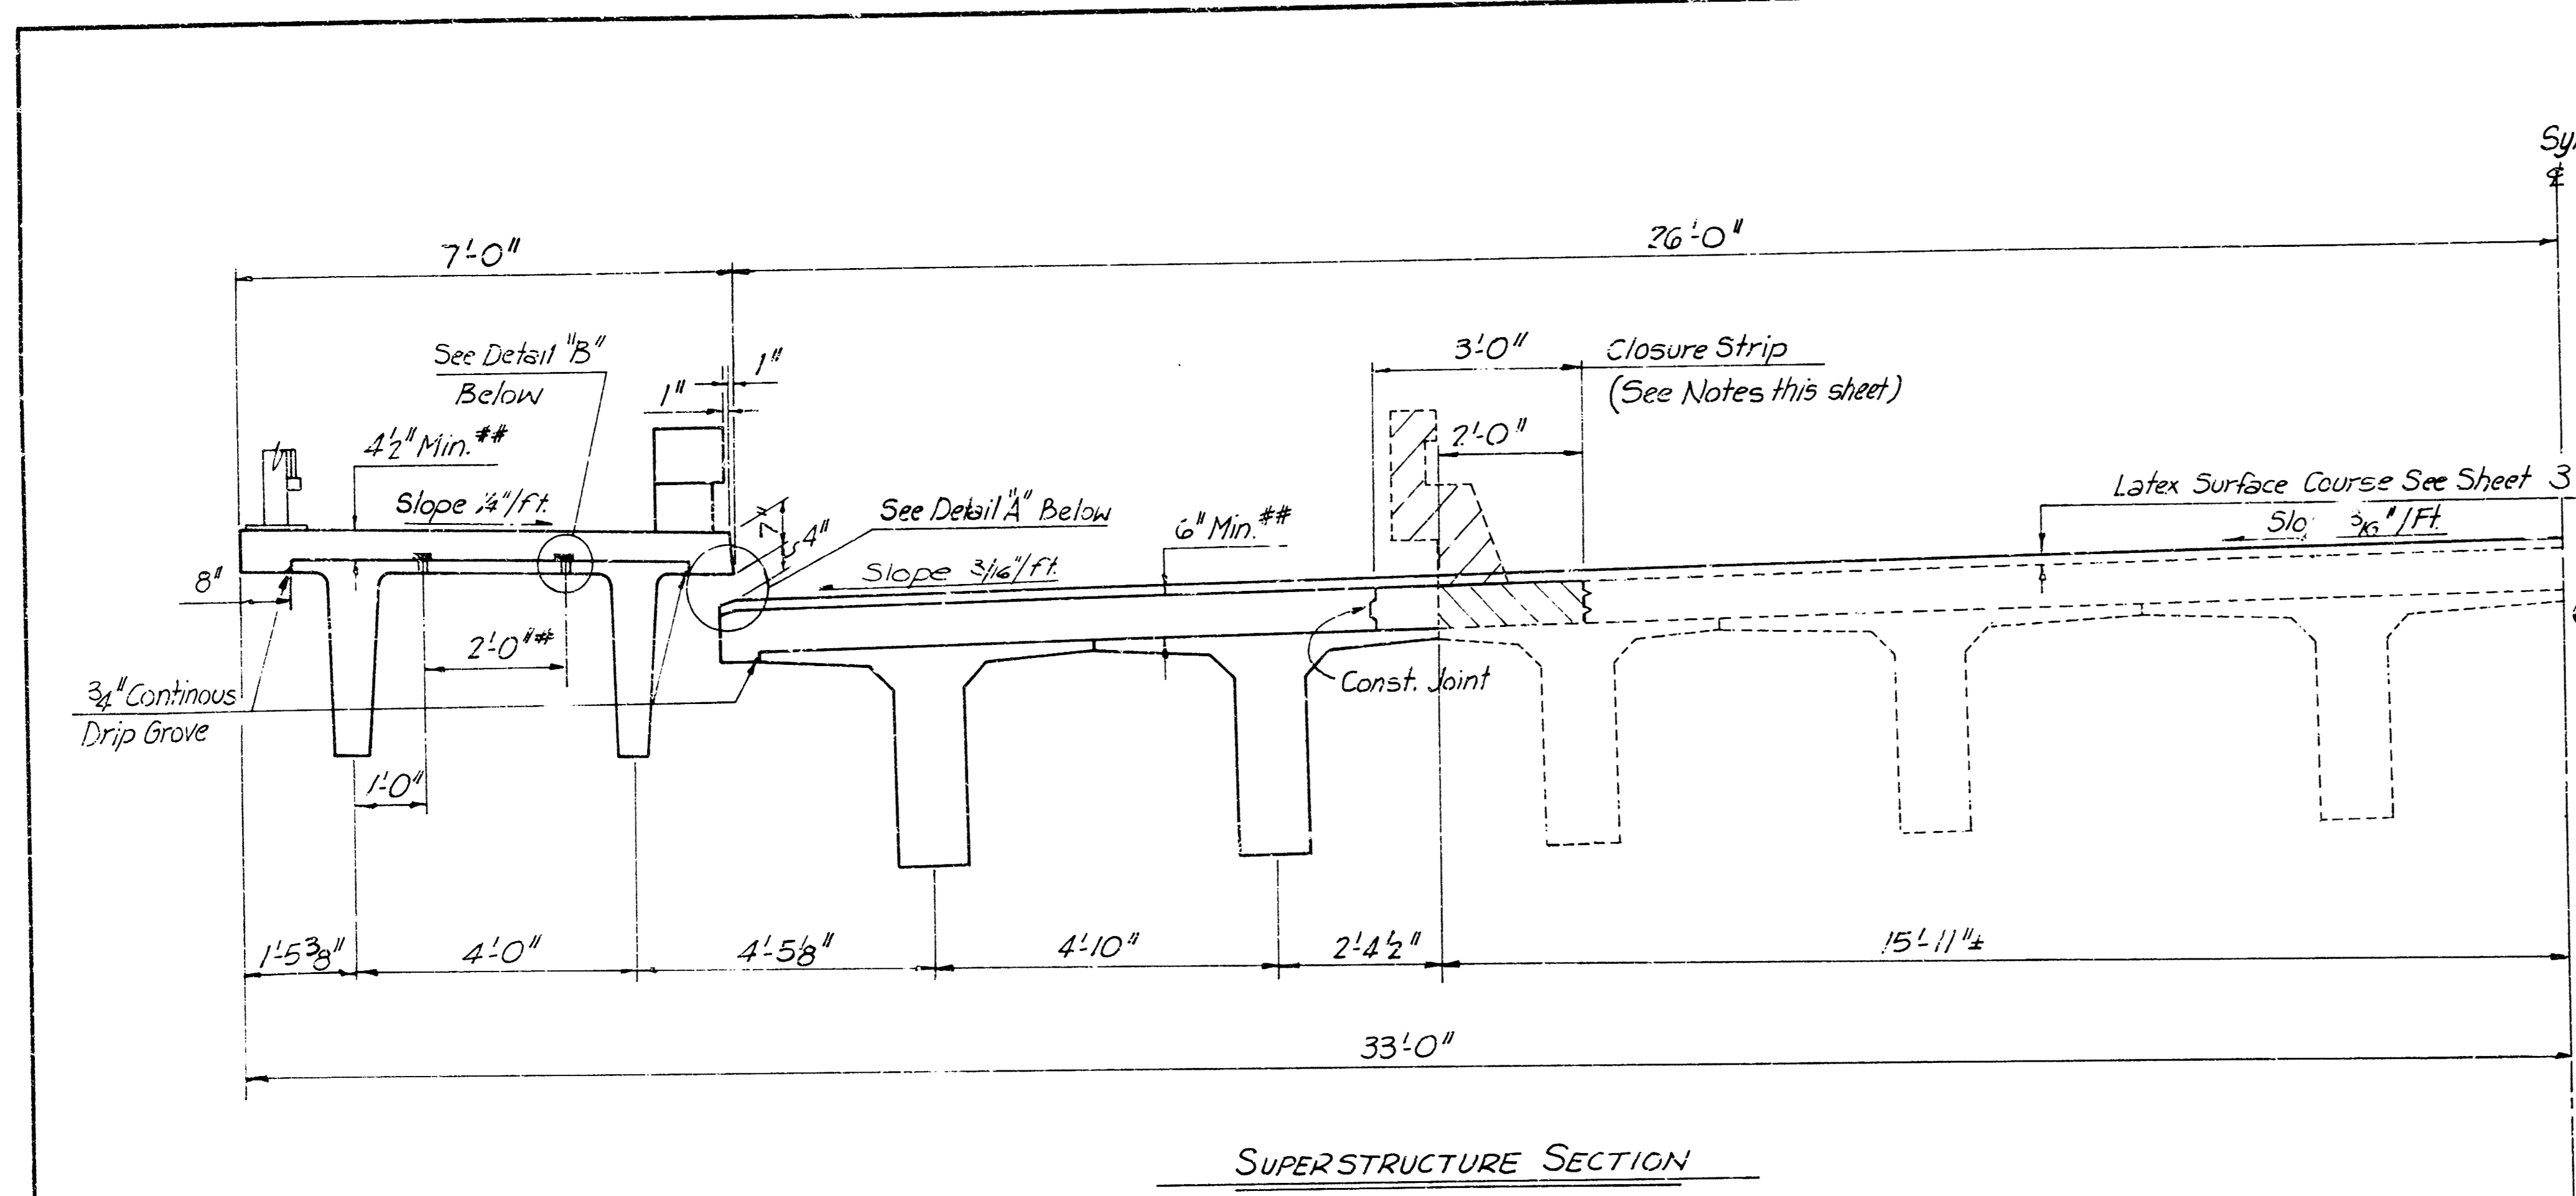 7'-0"
26'-0"
See Detail "B"
Below
1"
1"
3'-0"
Closure Strip
(See Notes this sheet)
4½" Min. ##
2'-0"
Slope ¼"/ft.
7"
4"
See Detail "A" Below
6" Min. ##
Latex Surface Course See Sheet 3
3/16"/Ft.
Slope 3/16"/ft.
8"
2'-0"#
¾" Continous
Drip Grove
Const. Joint
1'-0"
1'-5⅜"
4'-0"
4'-5⅛"
4'-10"
2'-4½"
15'-11"±
33'-0"
SUPERSTRUCTURE SECTION